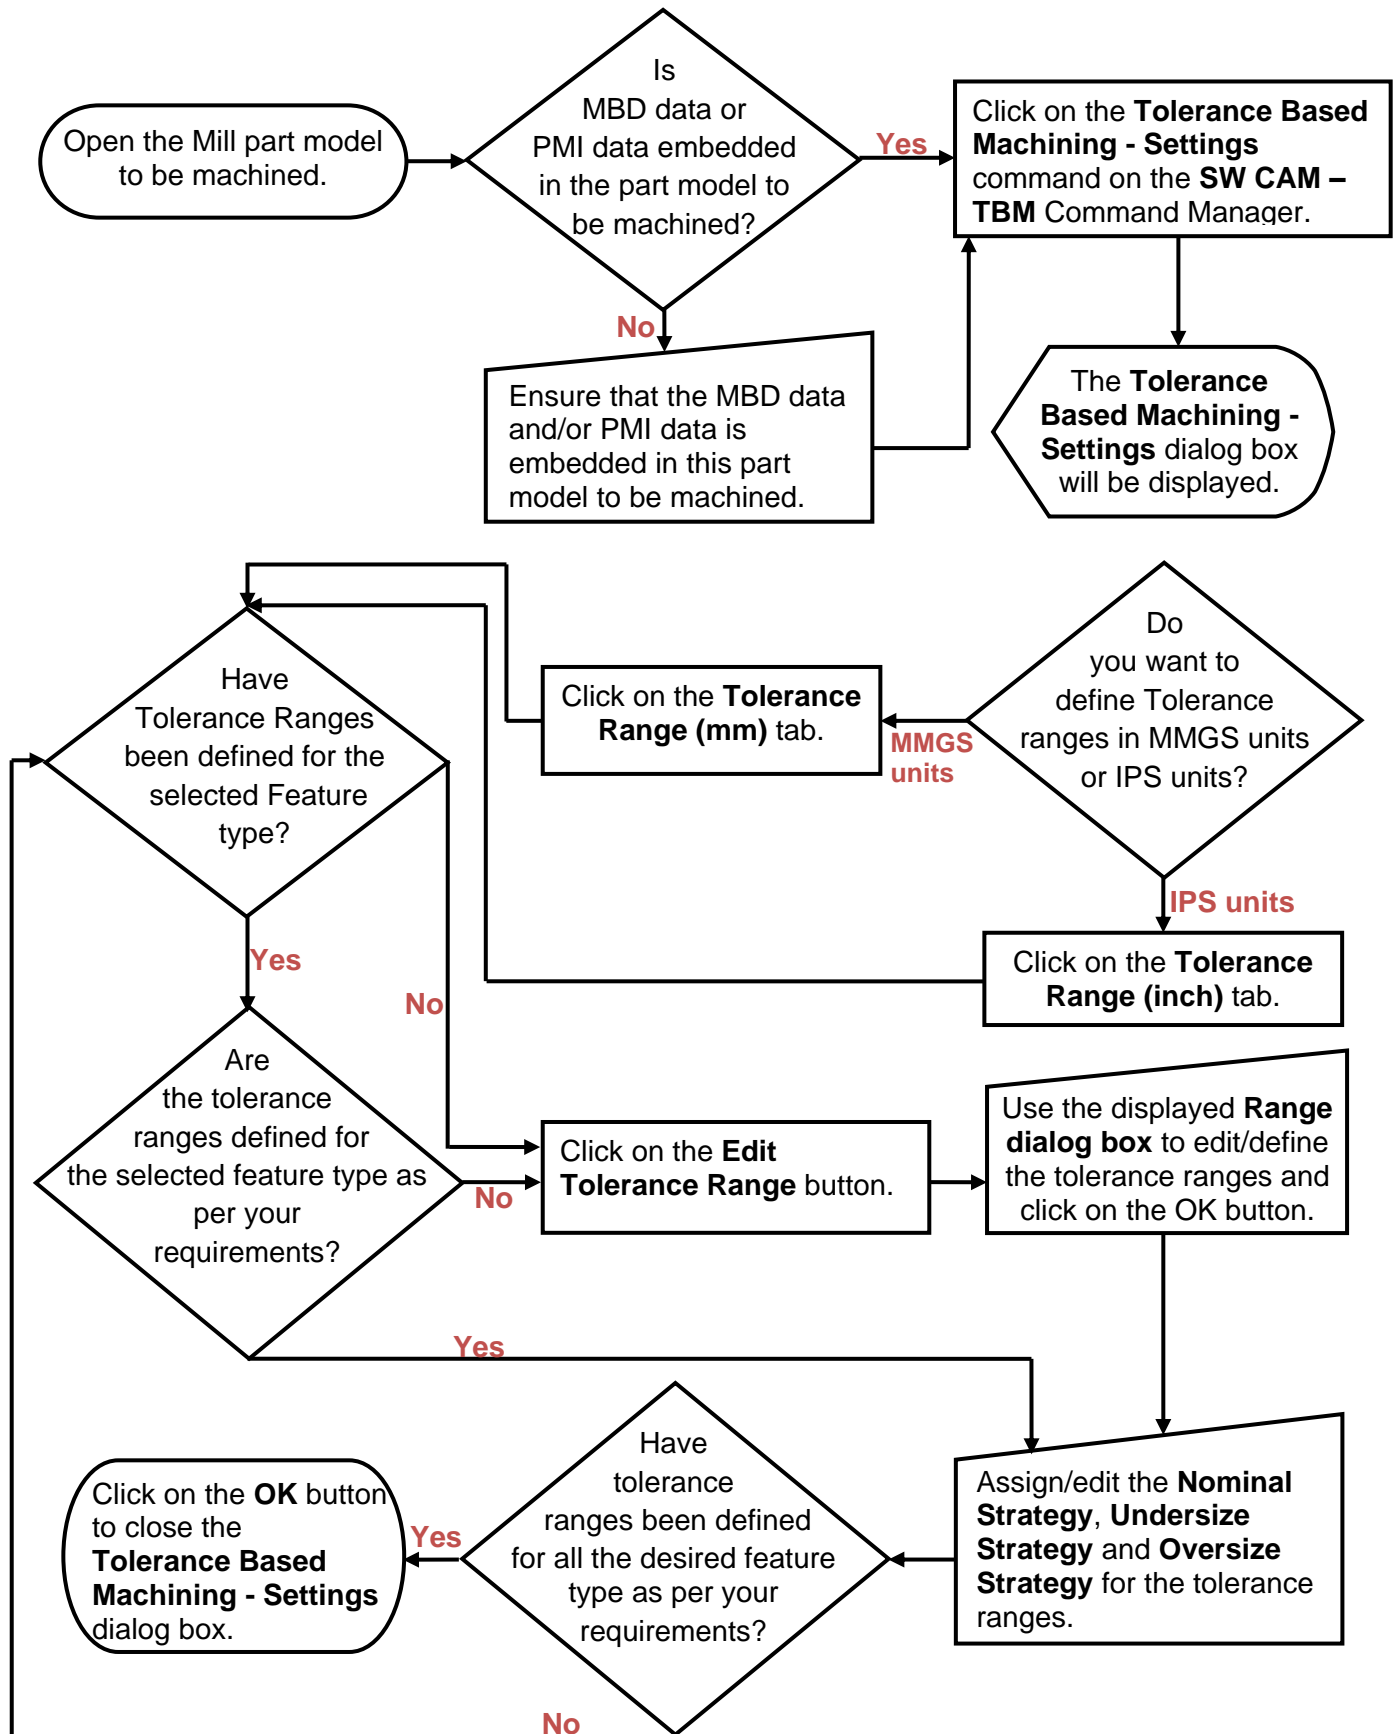 Open the Mill part model
to be machined.
Is
MBD data or
PMI data embedded
in the part model to
be machined?
Yes
Click on the Tolerance Based
Machining - Settings
command on the SW CAM –
TBM Command Manager.
No
Ensure that the MBD data
and/or PMI data is
embedded in this part
model to be machined.
The Tolerance
Based Machining -
Settings dialog box
will be displayed.
Do
you want to
define Tolerance
ranges in MMGS units
or IPS units?
MMGS
units
Click on the Tolerance
Range (mm) tab.
IPS units
Click on the Tolerance
Range (inch) tab.
Have
Tolerance Ranges
been defined for the
selected Feature
type?
Yes
No
Are
the tolerance
ranges defined for
the selected feature type as
per your
requirements?
No
Click on the Edit
Tolerance Range button.
Use the displayed Range
dialog box to edit/define
the tolerance ranges and
click on the OK button.
Yes
Assign/edit the Nominal
Strategy, Undersize
Strategy and Oversize
Strategy for the tolerance
ranges.
Have
tolerance
ranges been defined
for all the desired feature
type as per your
requirements?
Yes
Click on the OK button
to close the
Tolerance Based
Machining - Settings
dialog box.
No